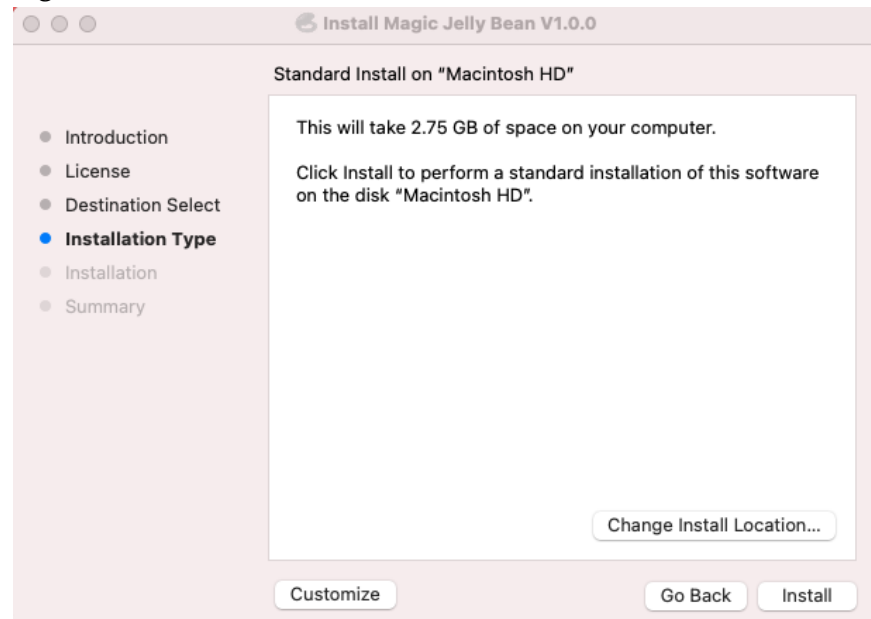 Install Magic Jelly Bean V1.0.0
Standard Install on “Macintosh HD”
Introduction
License
Destination Select
Installation Type
Installation
Summary
This will take 2.75 GB of space on your computer.
Click Install to perform a standard installation of this software
on the disk “Macintosh HD”.
Change Install Location...
Customize
Go Back
Install